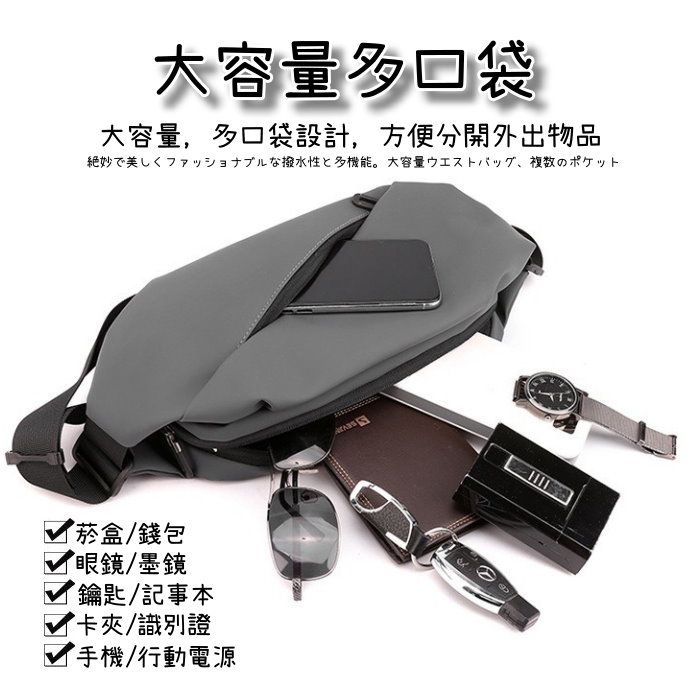 大容量多口袋
大容量，多口袋設計，方便分開外出物品
絶妙で美しくファッショナブルな撥水性と多機能。大容量ウエストバッグ、複数のポケット
菸盒/錢包
眼鏡/墨鏡
鑰匙/記事本
卡夾/識別證
手機/行動電源